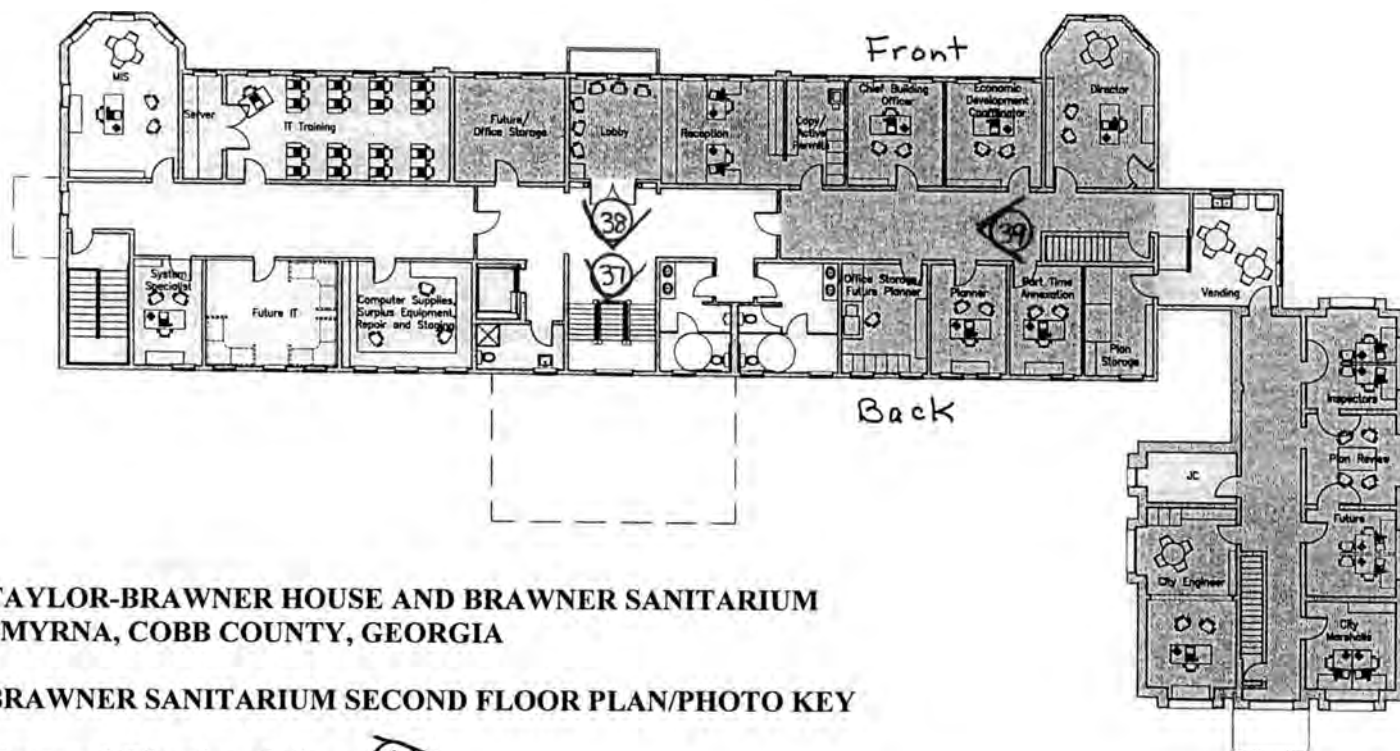 Front
MIS
Server
IT Training
Future/
Office Storage
Lobby
Reception
Copy/
Active
Permits
Chief Building
Officer
Economic
Development
Coordinator
Director
38
39
37
System
Specialist
Future IT
Computer Supplies,
Surplus Equipment,
Repair and Staging
Office Storage
Future Planner
Planner
Part Time
Annexation
Plan
Storage
Vending
Back
Inspectors
Plan Review
JC
Future
City Engineer
City
Marshalls
TAYLOR-BRAWNER HOUSE AND BRAWNER SANITARIUM
MYRNA, COBB COUNTY, GEORGIA
BRAWNER SANITARIUM SECOND FLOOR PLAN/PHOTO KEY